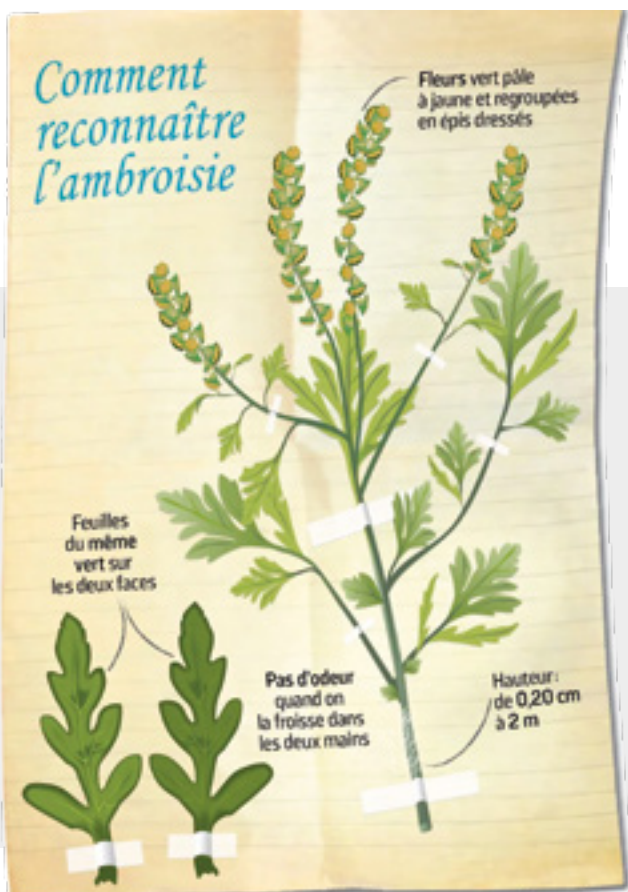 Comment
reconnaître
l'ambroisie
Fleurs vert pâle
à jaune et regroupées
en épis dressés
Feuilles
du même
vert sur
les deux faces
Pas d'odeur
quand on
la froisse dans
les deux mains
Hauteur :
de 0,20 cm
à 2 m